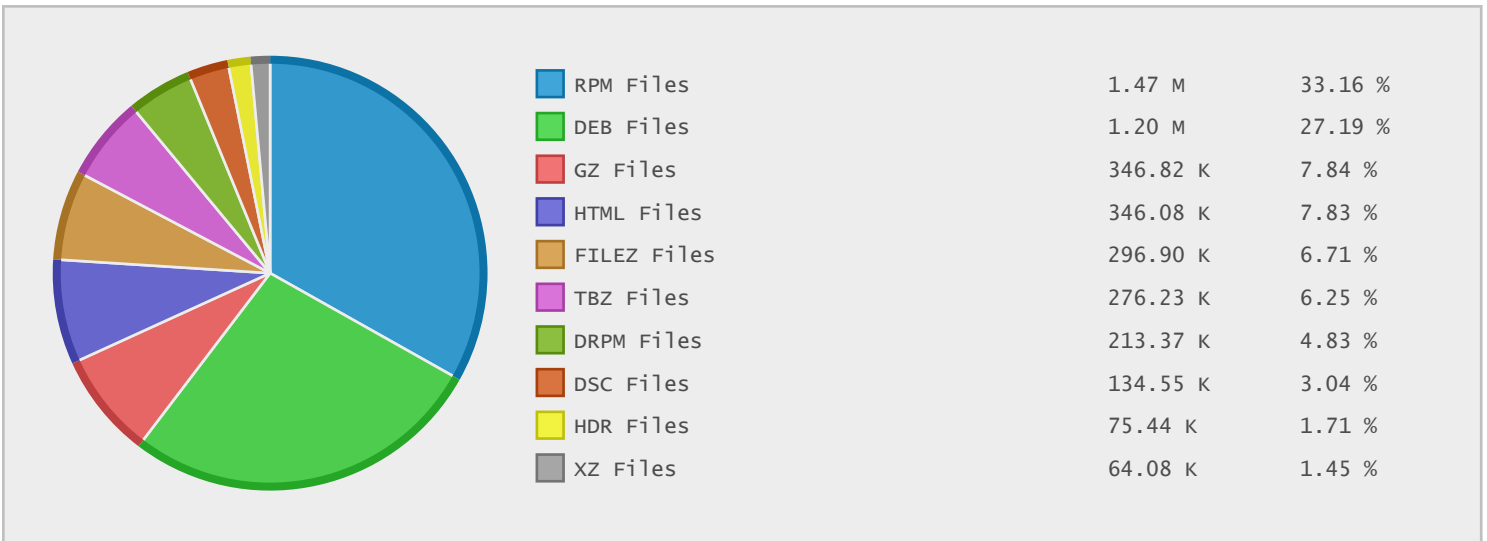 RPM Files 1.47 M 33.16 %
DEB Files 1.20 M 27.19 %
GZ Files 346.82 K 7.84 %
HTML Files 346.08 K 7.83 %
FILEZ Files 296.90 K 6.71 %
TBZ Files 276.23 K 6.25 %
DRPM Files 213.37 K 4.83 %
DSC Files 134.55 K 3.04 %
HDR Files 75.44 K 1.71 %
XZ Files 64.08 K 1.45 %